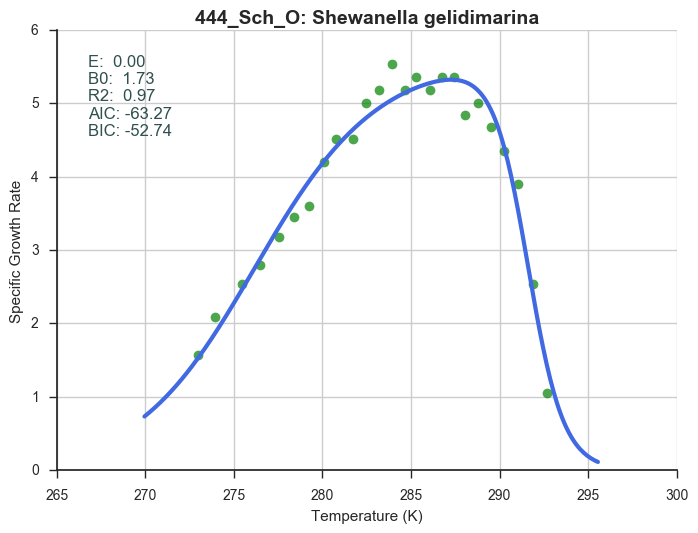 444_Sch_O: Shewanella gelidimarina
E:  0.00
B0:  1.73
R2:  0.97
AIC: -63.27
BIC: -52.74
6
5
4
3
2
1
0
Specific Growth Rate
265 270 275 280 285 290 295 300
Temperature (K)